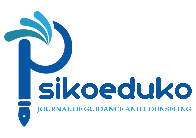 Psikoeduko
JOURNAL OF GUIDANCE AND COUNSELING